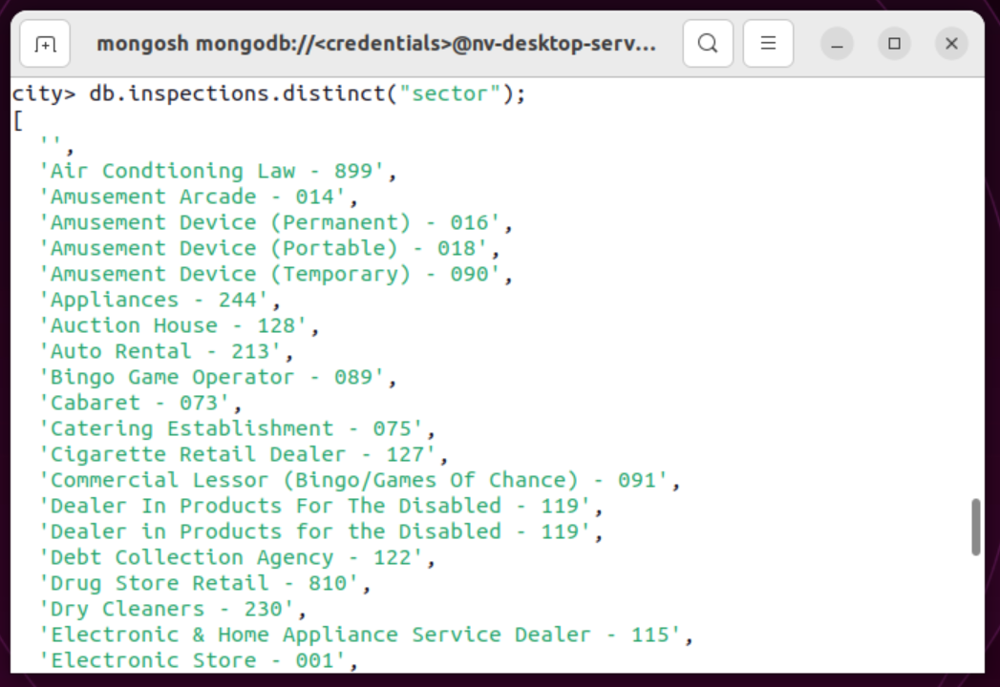 mongosh mongodb://<credentials>@nv-desktop-serv...
city> db.inspections.distinct("sector");
[
  '',
  'Air Condtioning Law - 899',
  'Amusement Arcade - 014',
  'Amusement Device (Permanent) - 016',
  'Amusement Device (Portable) - 018',
  'Amusement Device (Temporary) - 090',
  'Appliances - 244',
  'Auction House - 128',
  'Auto Rental - 213',
  'Bingo Game Operator - 089',
  'Cabaret - 073',
  'Catering Establishment - 075',
  'Cigarette Retail Dealer - 127',
  'Commercial Lessor (Bingo/Games Of Chance) - 091',
  'Dealer In Products For The Disabled - 119',
  'Dealer in Products for the Disabled - 119',
  'Debt Collection Agency - 122',
  'Drug Store Retail - 810',
  'Dry Cleaners - 230',
  'Electronic & Home Appliance Service Dealer - 115',
  'Electronic Store - 001',